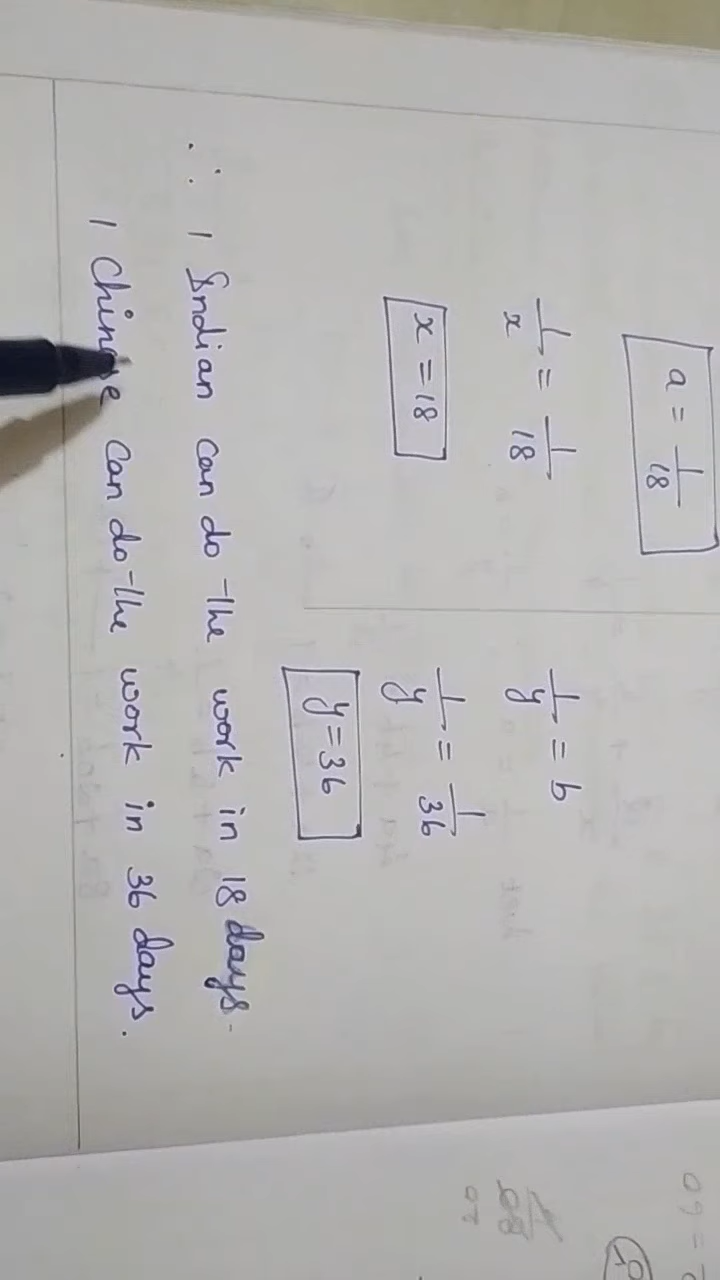 a = 1/18
1/x = 1/18
x = 18
1/y = b
1/y = 1/36
y = 36
∴ 1 Indian can do the work in 18 days.
1 Chinese can do the work in 36 days.